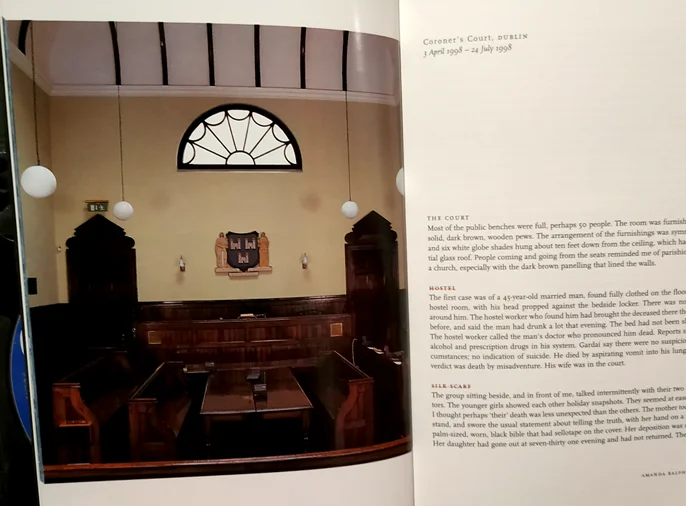 Coroner's Court, DUBLIN
3 April 1998 – 24 July 1998
THE COURT
Most of the public benches were full; perhaps 50 people. The room was furnish
solid, dark brown, wooden pews. The arrangement of the furnishings was sym
and six white globe shades hung about ten feet down from the ceiling, which ha
tial glass roof. People coming and going from the seats reminded me of parishio
a church, especially with the dark brown panelling that lined the walls.
HOSTEL
The first case was of a 45-year-old married man, found fully clothed on the floo
hostel room, with his head propped against the bedside locker. There was no
around him. The hostel worker who found him had brought the deceased there th
before, and said the man had drunk a lot that evening. The bed had not been sl
The hostel worker called the man's doctor who pronounced him dead. Reports s
alcohol and prescription drugs in his system. Gardaí say there were no suspicio
cumstances; no indication of suicide. He died by aspirating vomit into his lung
verdict was death by misadventure. His wife was in the court.
SILK SCARF
The group sitting beside, and in front of me, talked intermittently with their two
tors. The younger girls showed each other holiday snapshots. They seemed at eas
I thought perhaps 'their' death was less unexpected than the others. The mother too
stand, and swore the usual statement about telling the truth, with her hand on a
palm-sized, worn, black bible that had sellotape on the cover. Her deposition was
Her daughter had gone out at seven-thirty one evening and had not returned. The
AMANDA RALPH